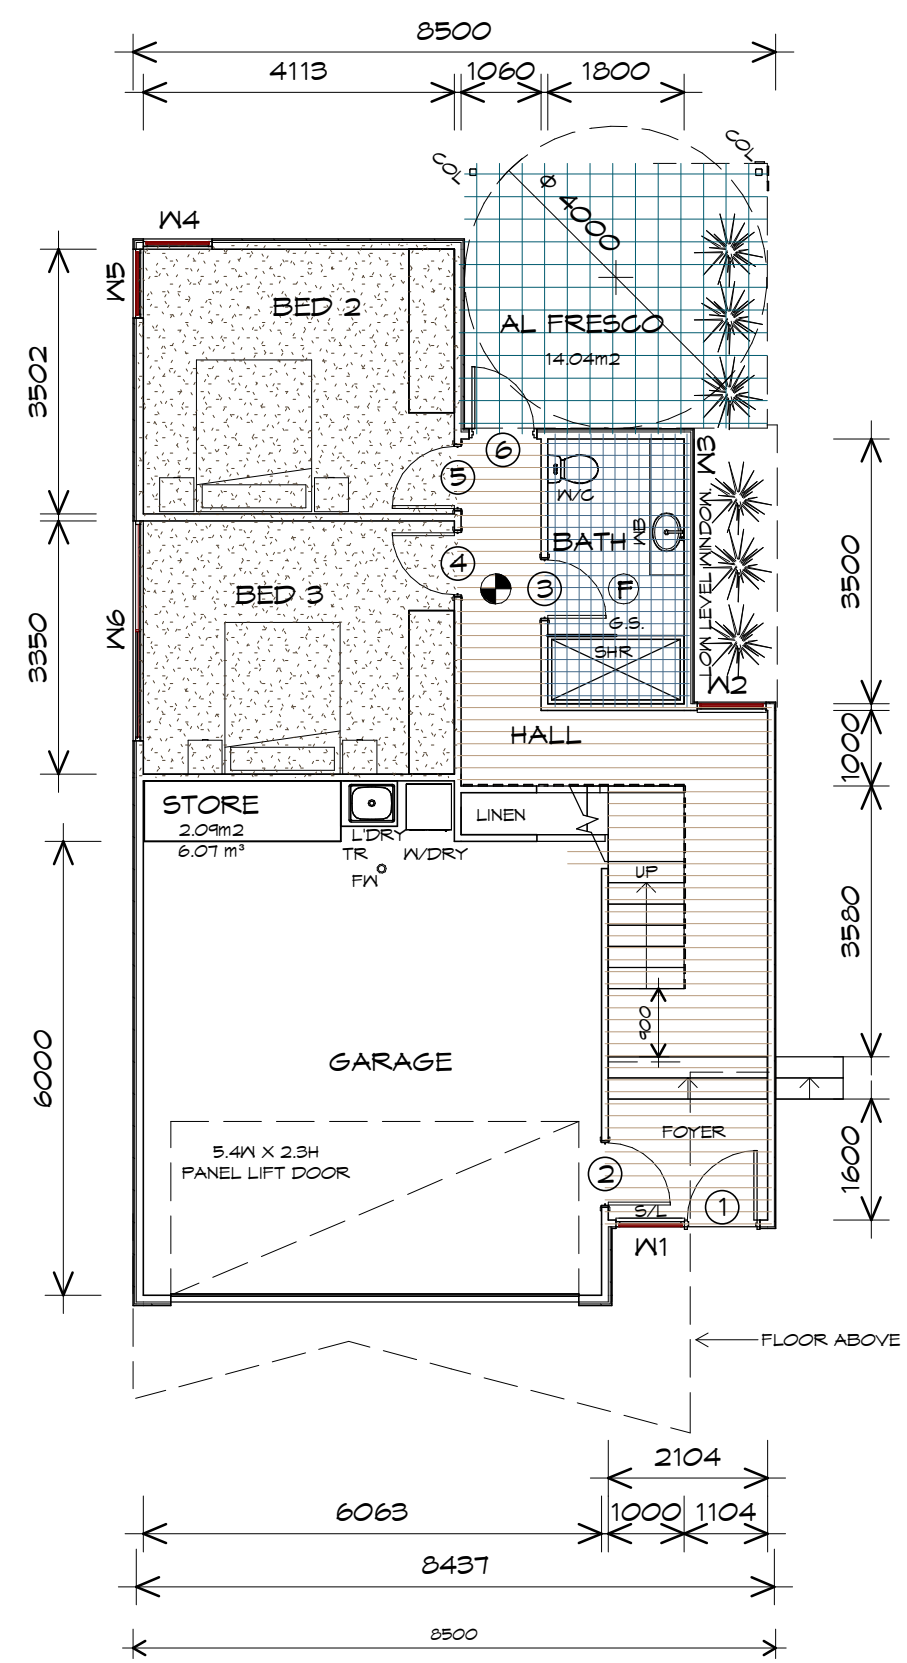 8500
4113
1060
1800
COL
COL
W4
ø 4000
W5
BED 2
AL FRESCO
14.04m2
3502
6
5
W/C
W3
BATH
WB
LOW LEVEL WINDOW.
3500
4
3
F
BED 3
G.S.
SHR
W6
3350
W2
HALL
1000
STORE
2.09m2
6.07 m³
L'DRY
TR
W/DRY
FW
LINEN
UP
3580
900
6000
GARAGE
FOYER
5.4W X 2.3H
PANEL LIFT DOOR
2
1
S/L
W1
1600
FLOOR ABOVE
2104
6063
1000
1104
8437
8500